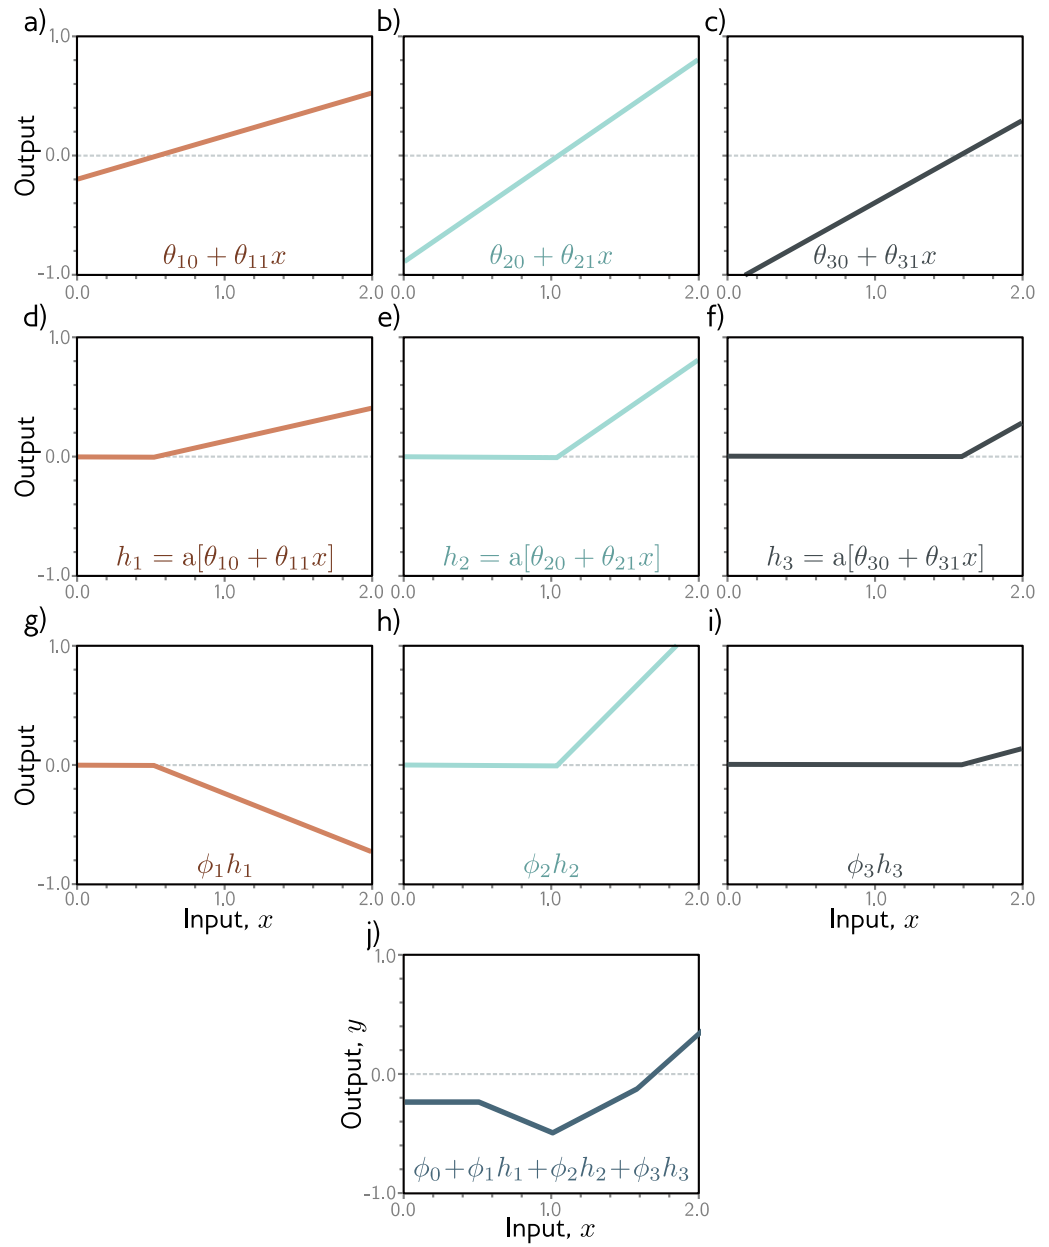 a)
b)
c)
1.0
0.0
-1.0
Output
θ₁₀ + θ₁₁x
θ₂₀ + θ₂₁x
θ₃₀ + θ₃₁x
0.0 1.0 2.0
0.0 1.0 2.0
0.0 1.0 2.0
d)
e)
f)
1.0
0.0
-1.0
Output
h₁ = a[θ₁₀ + θ₁₁x]
h₂ = a[θ₂₀ + θ₂₁x]
h₃ = a[θ₃₀ + θ₃₁x]
0.0 1.0 2.0
0.0 1.0 2.0
0.0 1.0 2.0
g)
h)
i)
1.0
0.0
-1.0
Output
ϕ₁h₁
ϕ₂h₂
ϕ₃h₃
0.0 1.0 2.0
0.0 1.0 2.0
0.0 1.0 2.0
Input, x
Input, x
j)
1.0
0.0
-1.0
Output, y
ϕ₀+ϕ₁h₁+ϕ₂h₂+ϕ₃h₃
0.0 1.0 2.0
Input, x